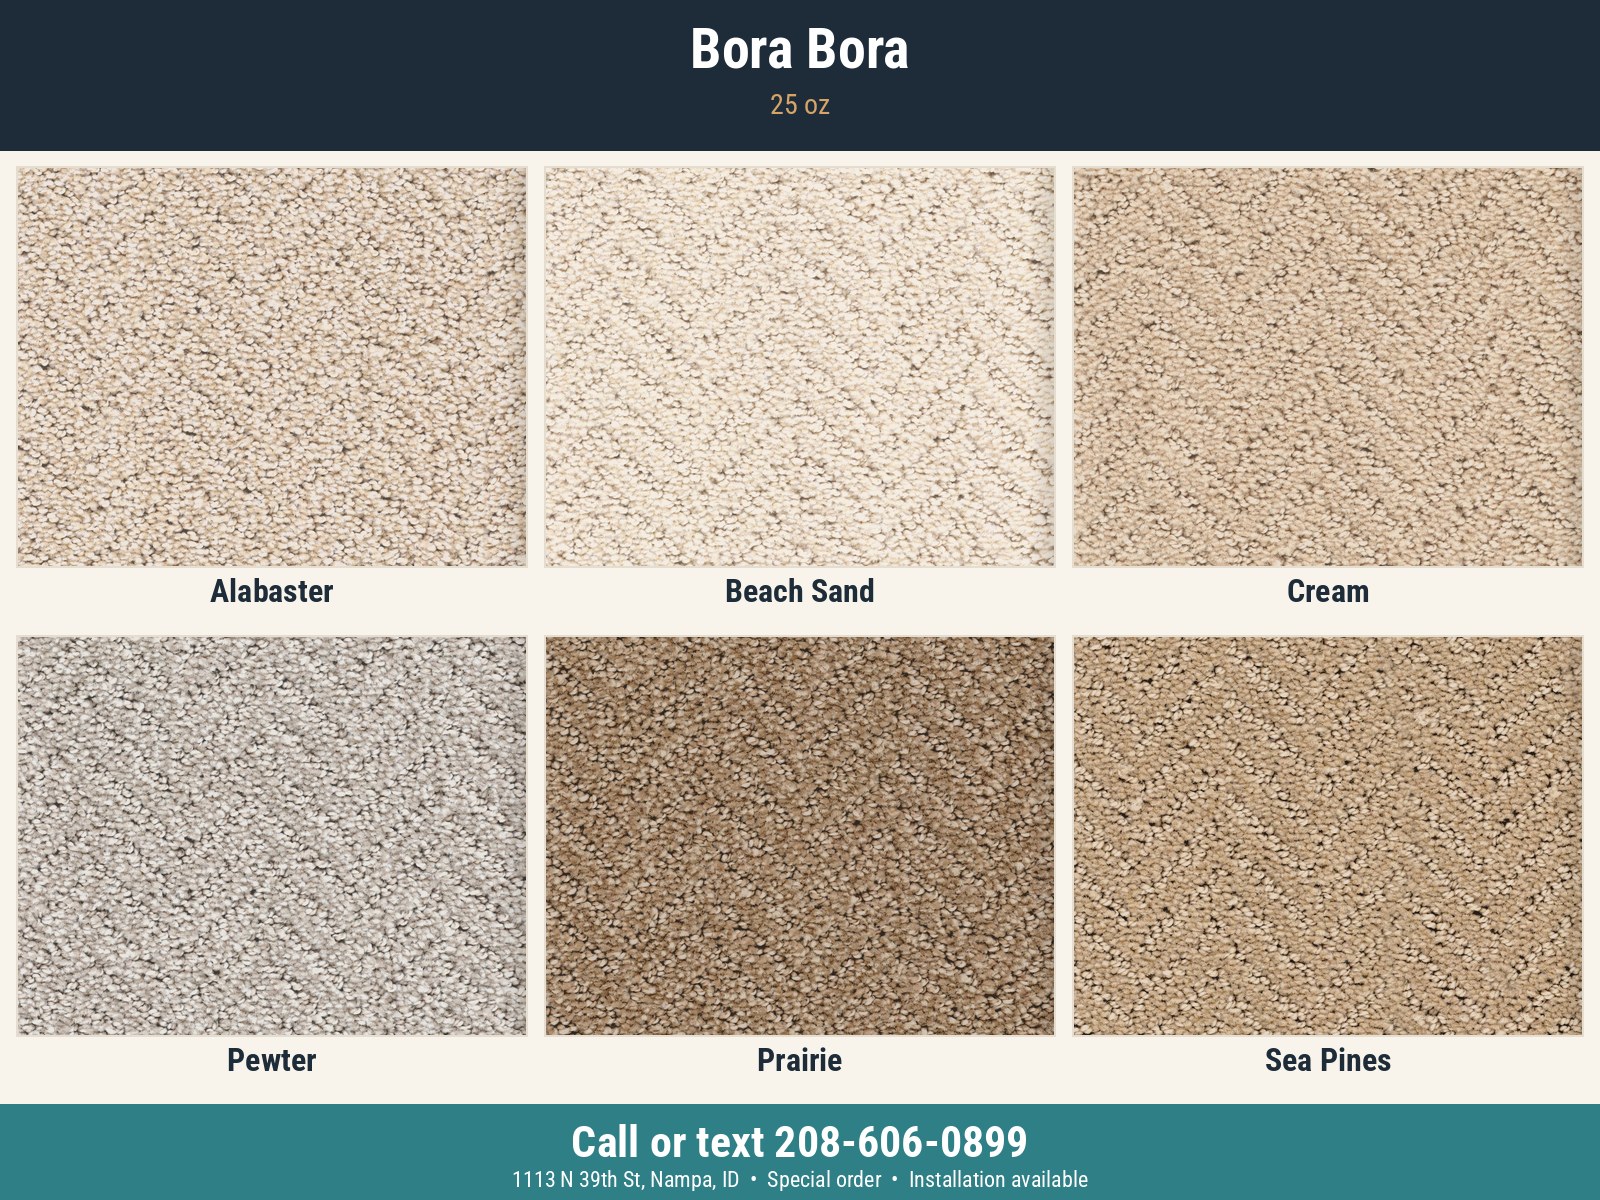 Bora Bora
25 oz
Alabaster
Beach Sand
Cream
Pewter
Prairie
Sea Pines
Call or text 208-606-0899
1113 N 39th St, Nampa, ID • Special order • Installation available